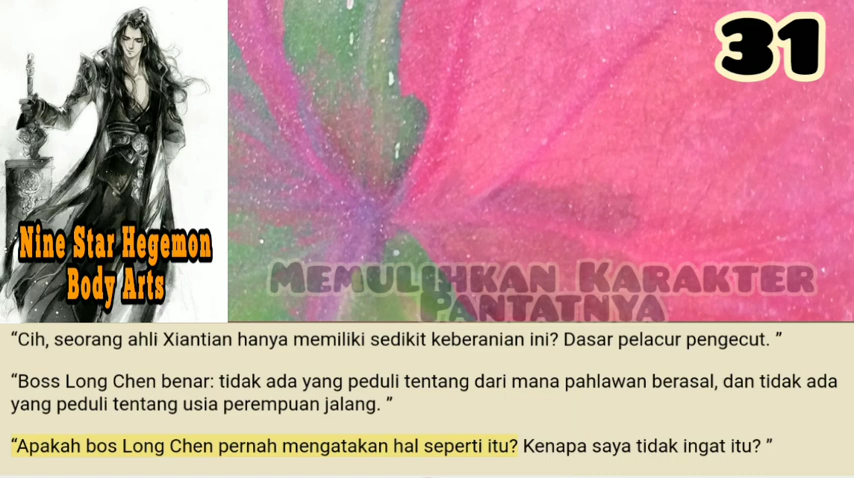 31
Nine Star Hegemon
Body Arts
Memulihkan Karakter
Pantatnya
“Cih, seorang ahli Xiantian hanya memiliki sedikit keberanian ini? Dasar pelacur pengecut. ”
“Boss Long Chen benar: tidak ada yang peduli tentang dari mana pahlawan berasal, dan tidak ada
yang peduli tentang usia perempuan jalang. ”
“Apakah bos Long Chen pernah mengatakan hal seperti itu? Kenapa saya tidak ingat itu? ”